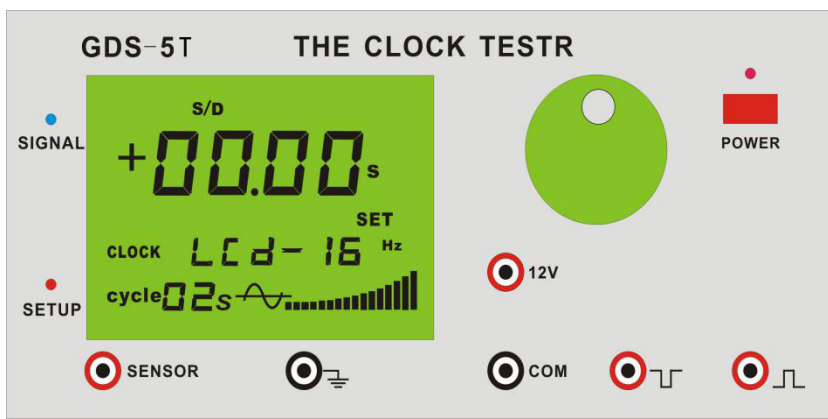 GDS-5T THE CLOCK TESTR
S/D
+00.00 s
SET
CLOCK LCd-16 Hz
cycle 02s
SIGNAL
SETUP
POWER
12V
SENSOR
COM